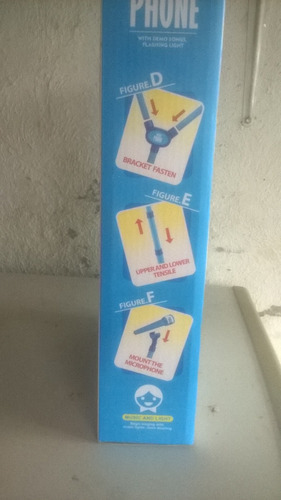 PHONE
WITH DEMO SONGS,
FLASHING LIGHT
FIGURE.D
BRACKET FASTEN
FIGURE.E
UPPER AND LOWER
TENSILE
FIGURE.F
MOUNT THE
MICROPHONE
MUSIC AND LIGHT